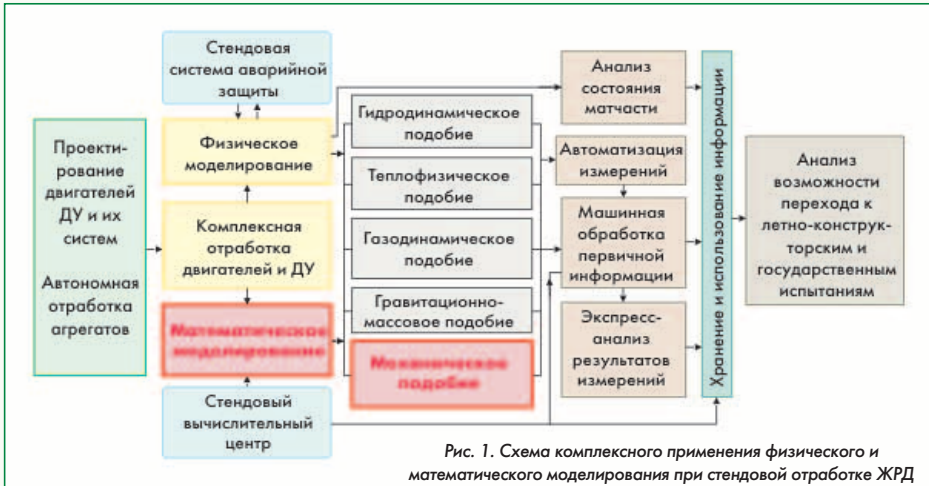 Проекти-
рование
двигателей
ДУ и их
систем
Автономная
отработка
агрегатов
Стендовая
система аварийной
защиты
Физическое
моделирование
Комплексная
отработка
двигателей и ДУ
Математическое
моделирование
Стендовый
вычислительный
центр
Гидродинамическое
подобие
Теплофизическое
подобие
Газодинамическое
подобие
Гравитационно-
массовое подобие
Механическое
подобие
Анализ
состояния
матчасти
Автоматизация
измерений
Машинная
обработка
первичной
информации
Экспресс-
анализ
результатов
измерений
Хранение и использование информации
Анализ
возможности
перехода к
летно-конструк-
торским и
государственным
испытаниям
Рис. 1. Схема комплексного применения физического и
математического моделирования при стендовой отработке ЖРД